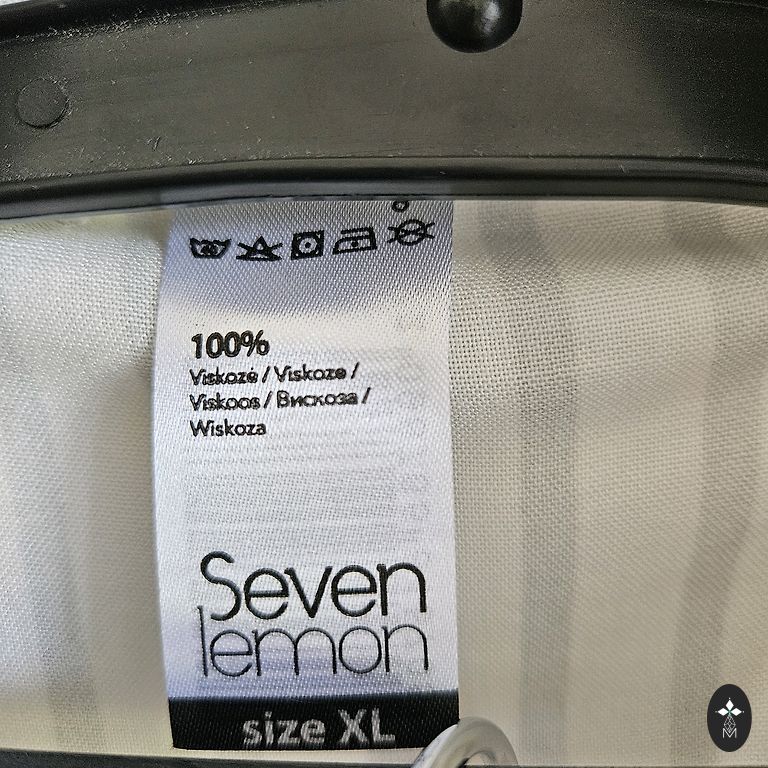 100%
Viskozė / Viskoze /
Viskoos / Вискоза /
Wiskoza
Seven
lemon
size XL